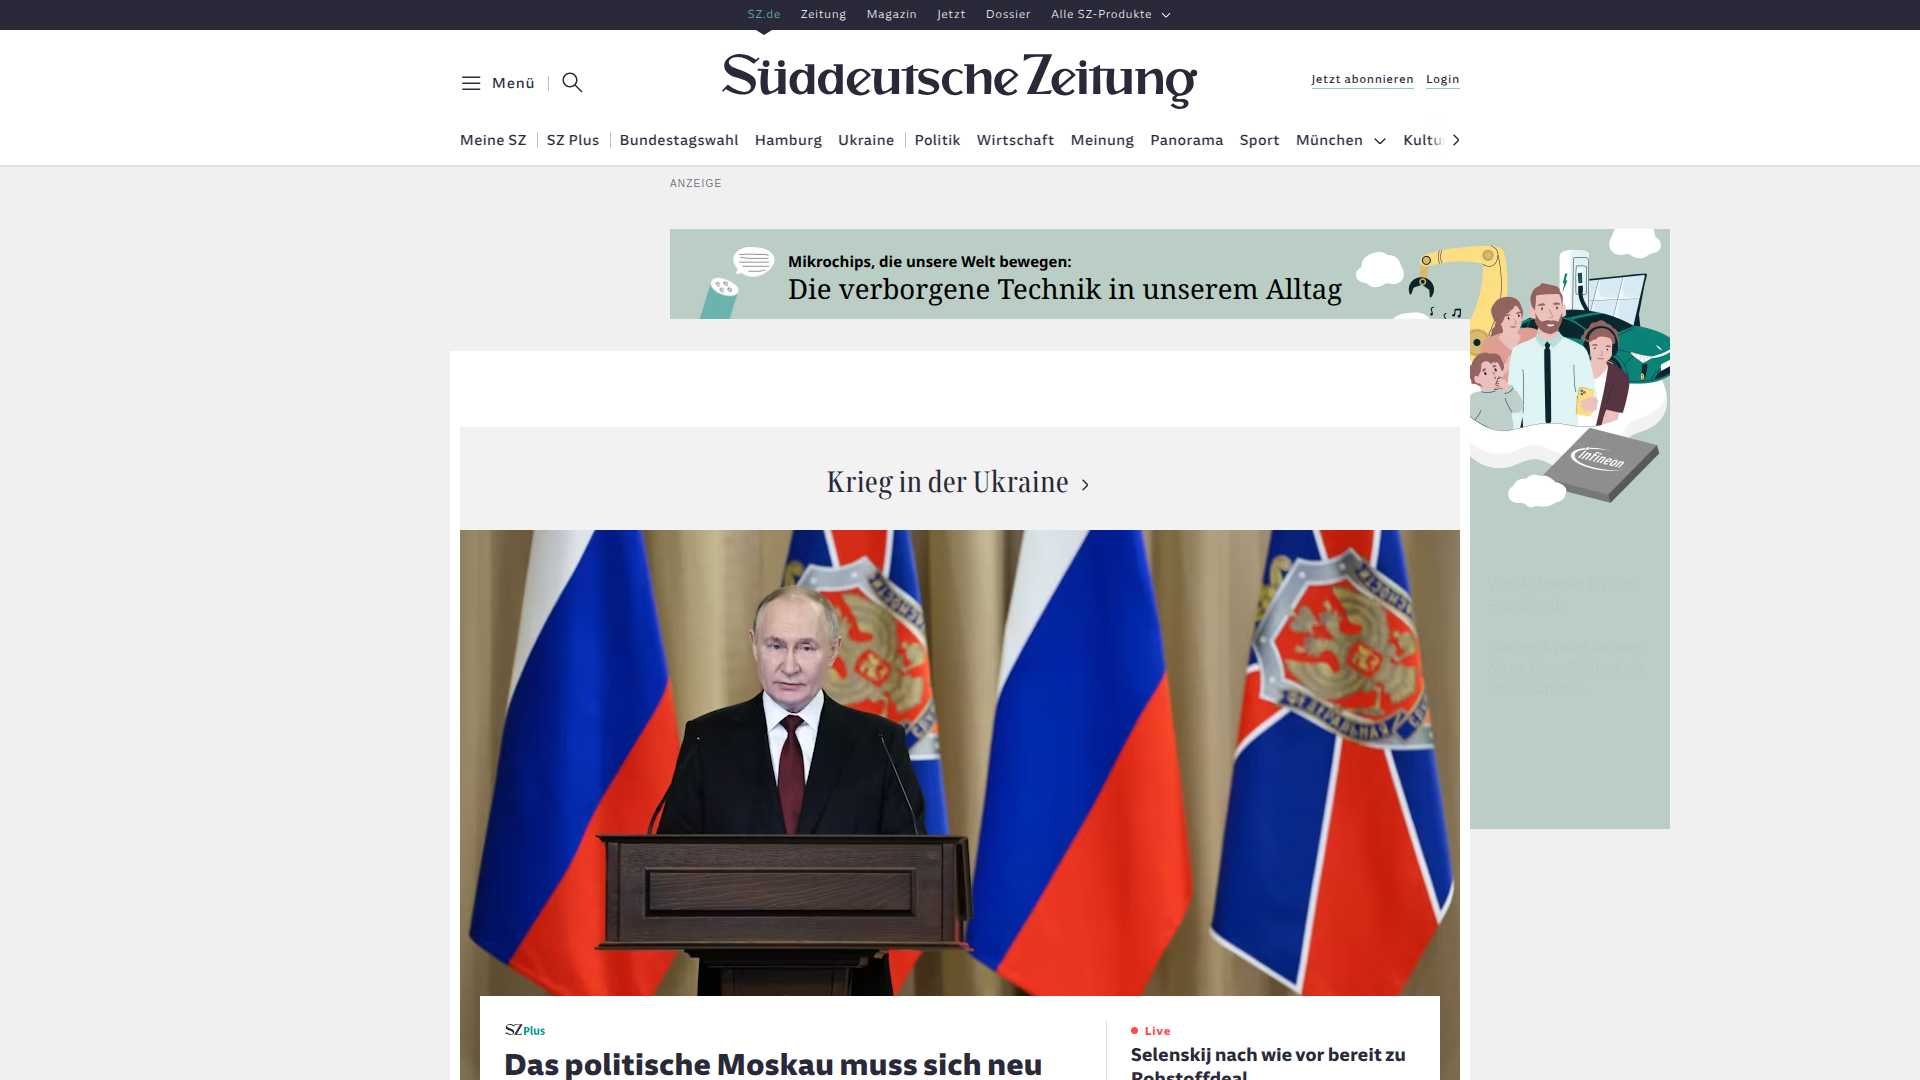 SZ.de Zeitung Magazin Jetzt Dossier Alle SZ-Produkte
Menü
Süddeutsche Zeitung
Jetzt abonnieren Login
Meine SZ SZ Plus Bundestagswahl Hamburg Ukraine Politik Wirtschaft Meinung Panorama Sport München Kultu
ANZEIGE
Mikrochips, die unsere Welt bewegen:
Die verborgene Technik in unserem Alltag
infineon
Krieg in der Ukraine
SZ Plus
Das politische Moskau muss sich neu
Live
Selenskij nach wie vor bereit zu
Rohstoffdeal